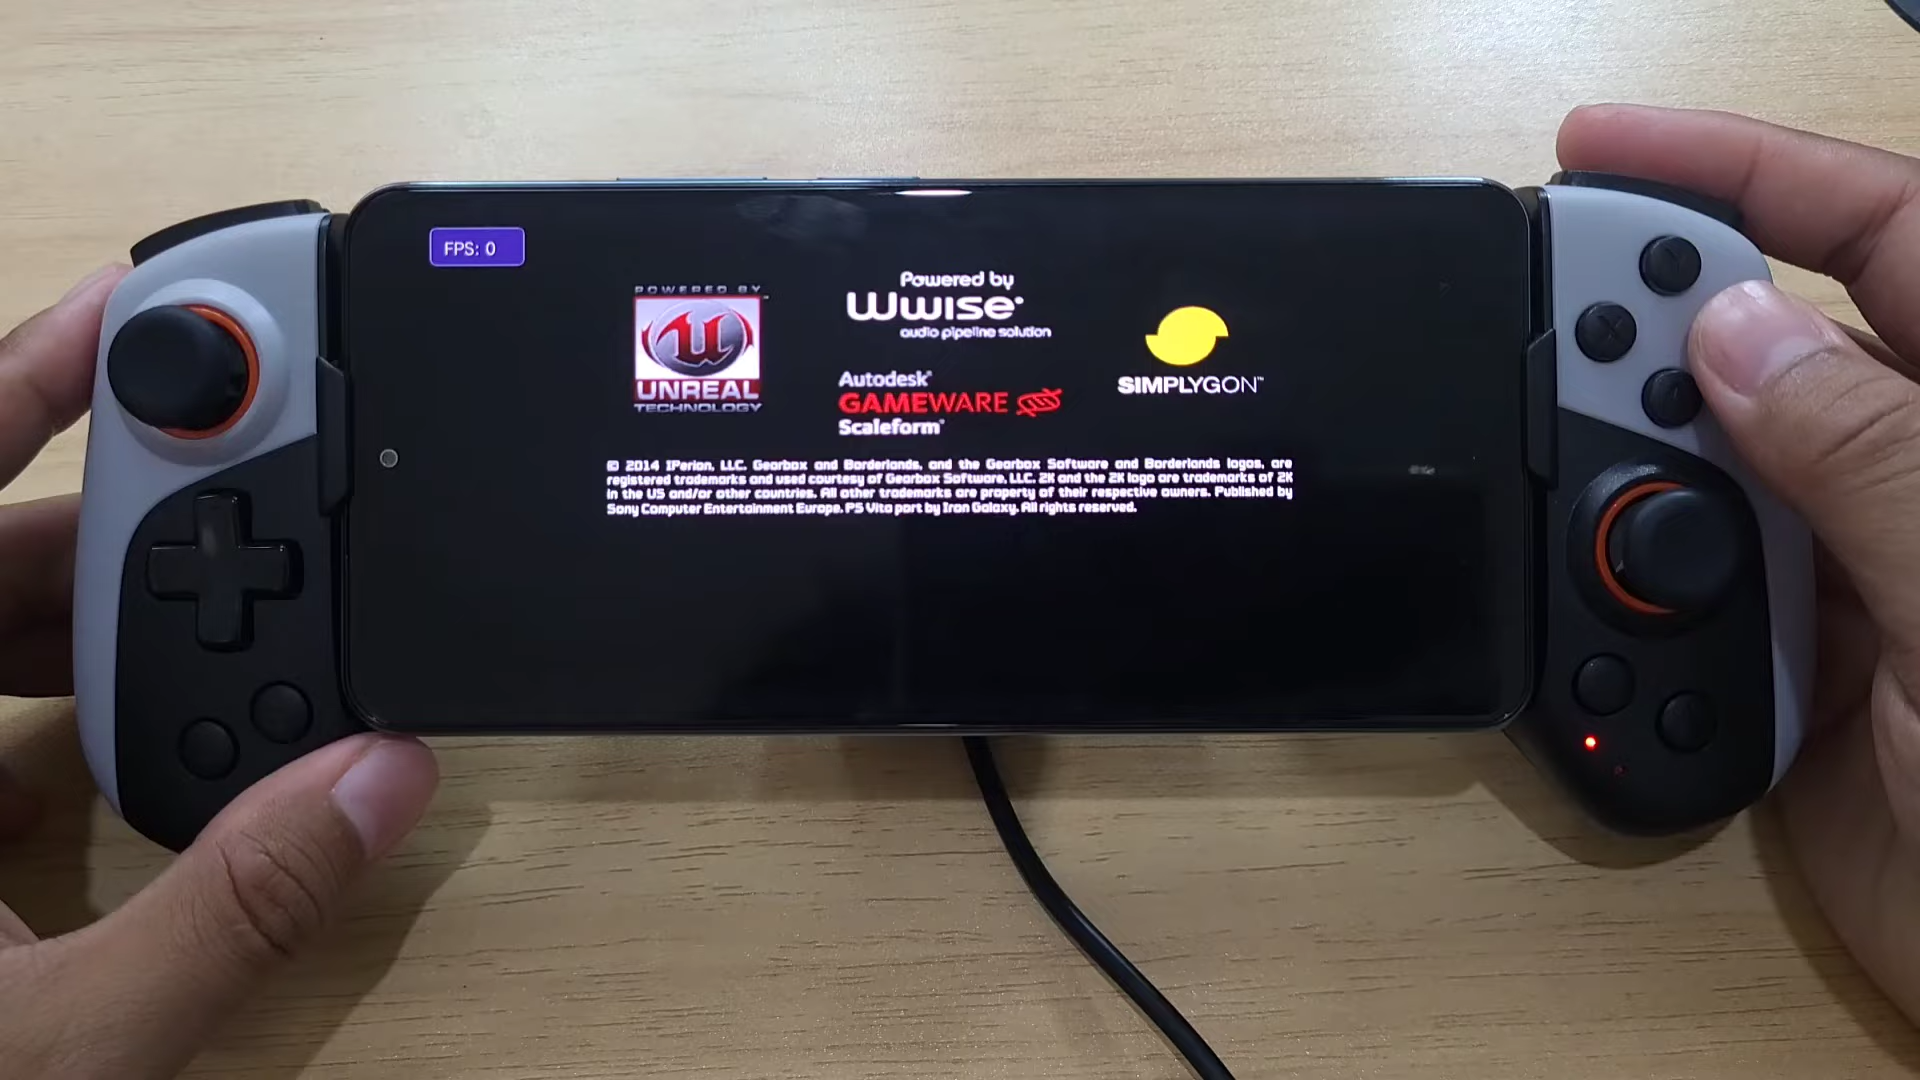 FPS: 0
POWERED BY
UNREAL
TECHNOLOGY
Powered by
Wwise
audio pipeline solution
Autodesk
GAMEWARE
Scaleform
SIMPLYGON™
© 2014 IPerion, LLC. Gearbox and Borderlands, and the Gearbox Software and Borderlands logos, are
registered trademarks and used courtesy of Gearbox Software, LLC. 2K and the 2K logo are trademarks of 2K
in the US and/or other countries. All other trademarks are property of their respective owners. Published by
Sony Computer Entertainment Europe. PS Vita port by Iron Galaxy. All rights reserved.
X